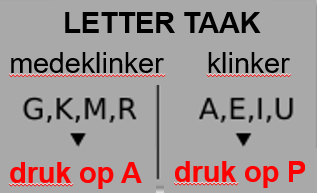 LETTER TAAK
medeklinker klinker
G,K,M,R A,E,I,U
druk op A druk op P